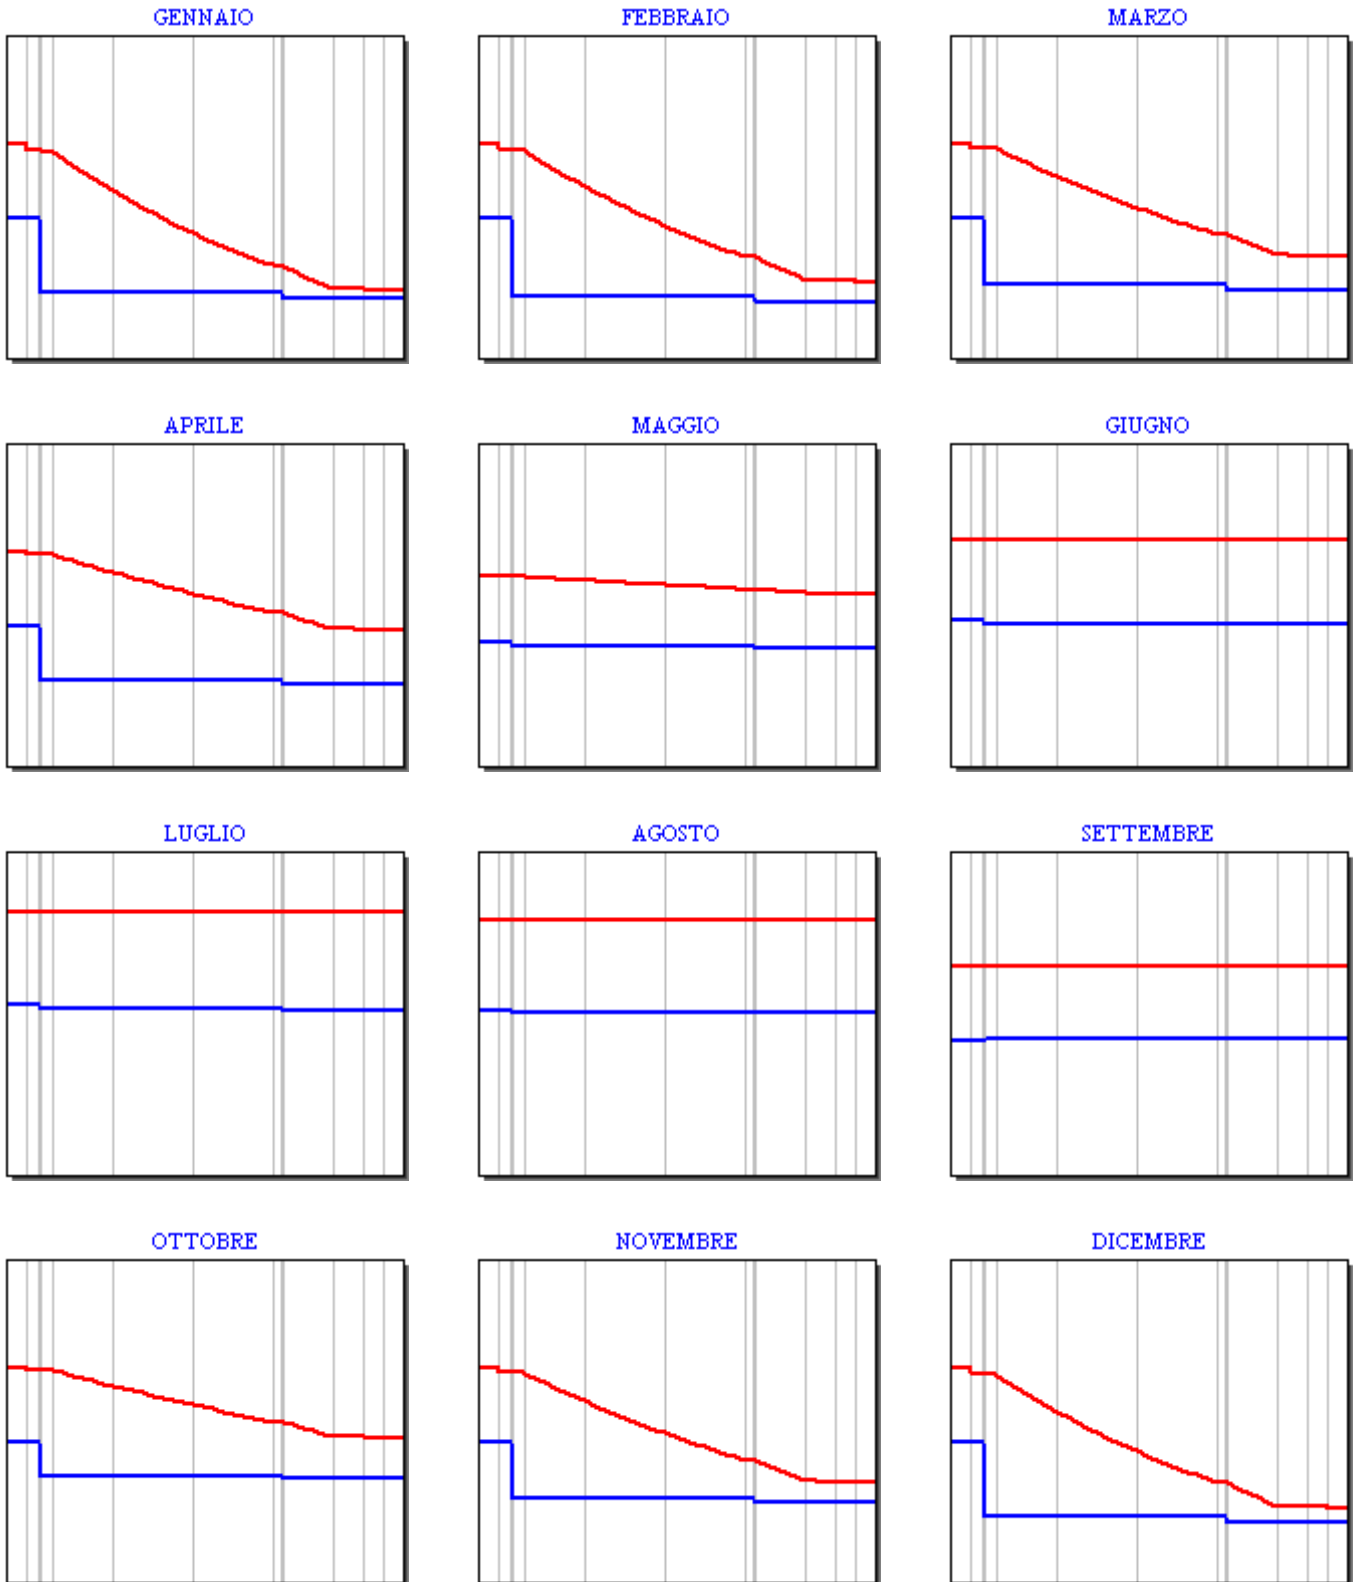 GENNAIO
FEBBRAIO
MARZO
APRILE
MAGGIO
GIUGNO
LUGLIO
AGOSTO
SETTEMBRE
OTTOBRE
NOVEMBRE
DICEMBRE